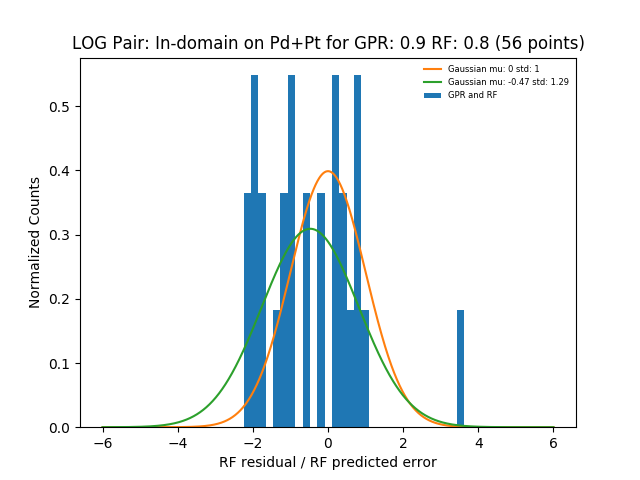 LOG Pair: In-domain on Pd+Pt for GPR: 0.9 RF: 0.8 (56 points)
Gaussian mu: 0 std: 1
Gaussian mu: -0.47 std: 1.29
GPR and RF
Normalized Counts
0.5
0.4
0.3
0.2
0.1
0.0
−6 −4 −2 0 2 4 6
RF residual / RF predicted error